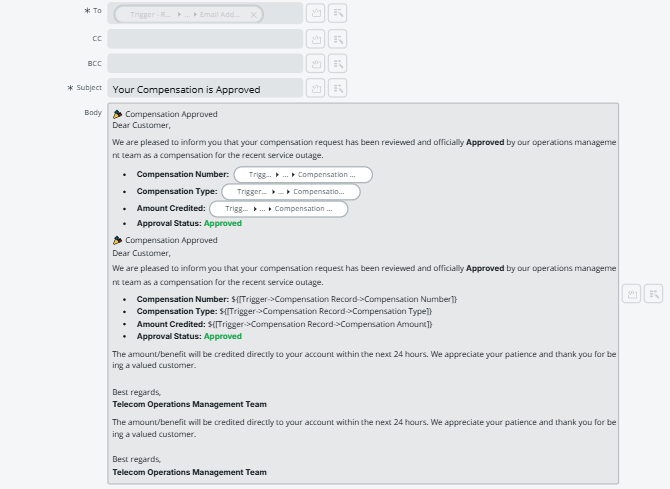 * To
Trigger - R... ▸ ... ▸ Email Add... ×
CC
BCC
* Subject Your Compensation is Approved
Body
🎉 Compensation Approved
Dear Customer,
We are pleased to inform you that your compensation request has been reviewed and officially Approved by our operations manageme
nt team as a compensation for the recent service outage.
• Compensation Number: Trigg... ▸ ... ▸ Compensation ...
• Compensation Type: Trigger... ▸ ... ▸ Compensatio...
• Amount Credited: Trigg... ▸ ... ▸ Compensation ...
• Approval Status: Approved
🎉 Compensation Approved
Dear Customer,
We are pleased to inform you that your compensation request has been reviewed and officially Approved by our operations manageme
nt team as a compensation for the recent service outage.
• Compensation Number: ${[Trigger->Compensation Record->Compensation Number]}
• Compensation Type: ${[Trigger->Compensation Record->Compensation Type]}
• Amount Credited: ${[Trigger->Compensation Record->Compensation Amount]}
• Approval Status: Approved
The amount/benefit will be credited directly to your account within the next 24 hours. We appreciate your patience and thank you for be
ing a valued customer.
Best regards,
Telecom Operations Management Team
The amount/benefit will be credited directly to your account within the next 24 hours. We appreciate your patience and thank you for be
ing a valued customer.
Best regards,
Telecom Operations Management Team